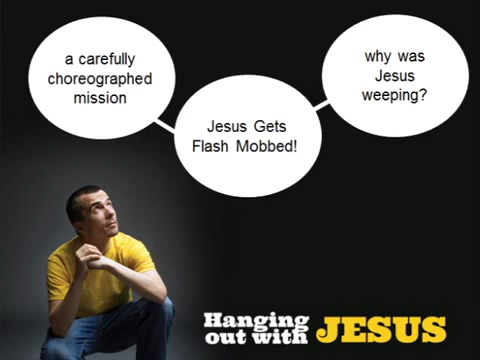 a carefully
choreographed
mission
Jesus Gets
Flash Mobbed!
why was
Jesus
weeping?
Hanging
out with JESUS